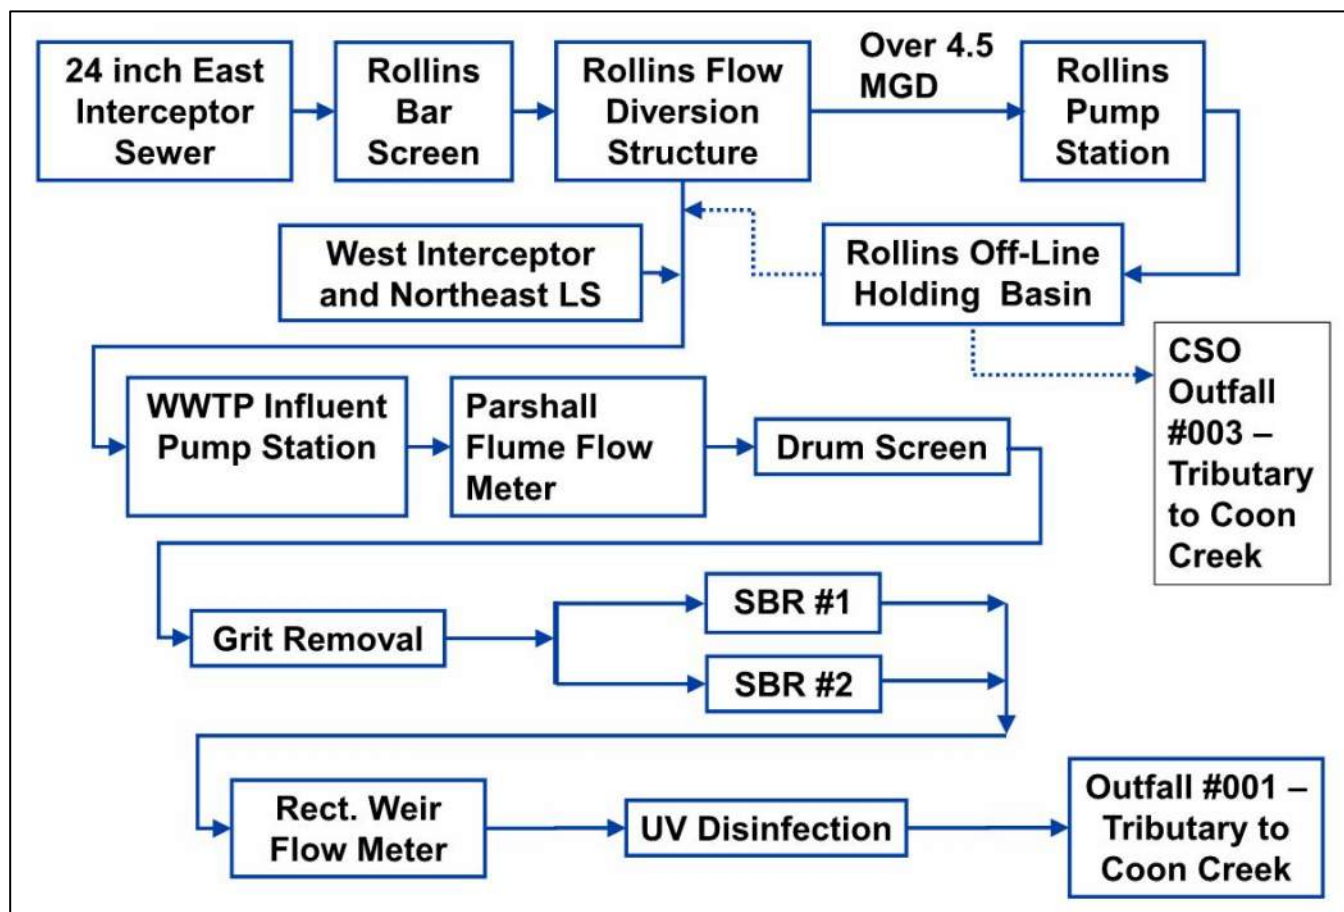 24 inch East
Interceptor
Sewer
Rollins
Bar
Screen
Rollins Flow
Diversion
Structure
Over 4.5
MGD
Rollins
Pump
Station
West Interceptor
and Northeast LS
Rollins Off-Line
Holding Basin
CSO
Outfall
#003 –
Tributary
to Coon
Creek
WWTP Influent
Pump Station
Parshall
Flume Flow
Meter
Drum Screen
Grit Removal
SBR #1
SBR #2
Rect. Weir
Flow Meter
UV Disinfection
Outfall #001 –
Tributary to
Coon Creek